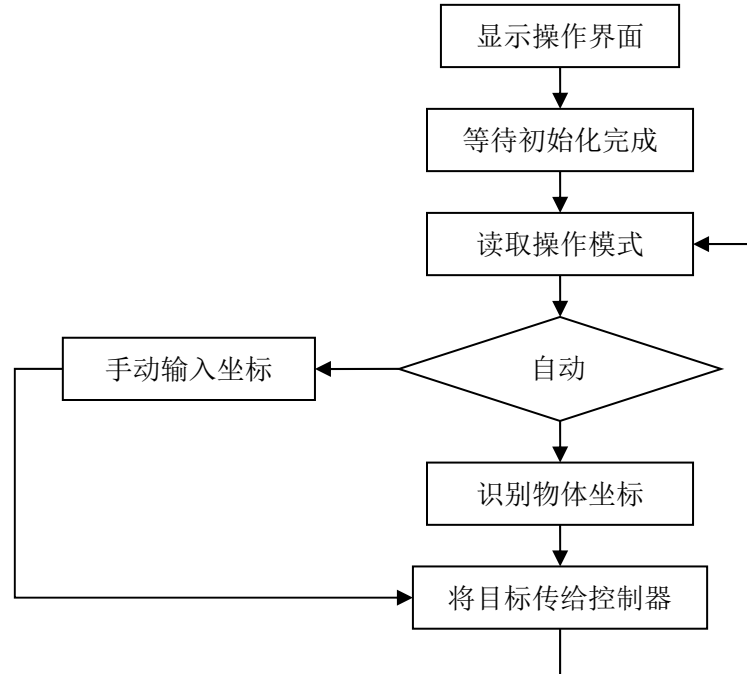 显示操作界面
等待初始化完成
读取操作模式
自动
手动输入坐标
识别物体坐标
将目标传给控制器